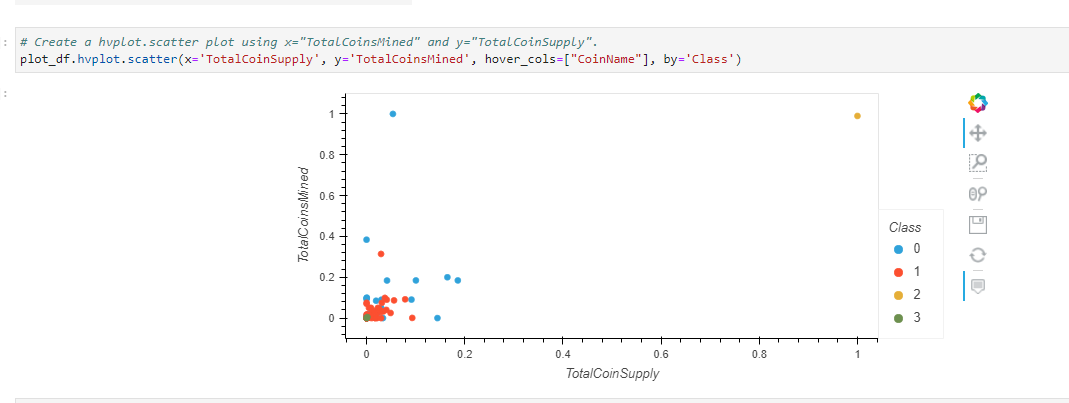 :
# Create a hvplot.scatter plot using x="TotalCoinsMined" and y="TotalCoinSupply".
plot_df.hvplot.scatter(x='TotalCoinSupply', y='TotalCoinsMined', hover_cols=["CoinName"], by='Class')
:
TotalCoinsMined
1
0.8
0.6
0.4
0.2
0
0 0.2 0.4 0.6 0.8 1
TotalCoinSupply
Class
0
1
2
3